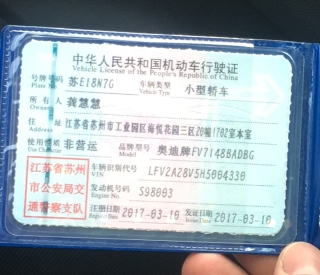 中华人民共和国机动车行驶证
Vehicle License of the People's Republic of China
号牌号码 苏E18N7G 车辆类型 小型轿车
Plate No. Vehicle Type
所有人 龚慧慧
Owner
住址 江苏省苏州市工业园区海悦花园三区20幢1702室本室
Address
使用性质 非营运 品牌型号 奥迪牌FV7148BADBG
Use Character Model
江苏省苏州市公安局交通警察支队
车辆识别代号 LFV2A28V5H5004330
VIN
发动机号码 S98003
Engine No.
注册日期 2017-03-10 发证日期 2017-03-10
Register Date Issue Date